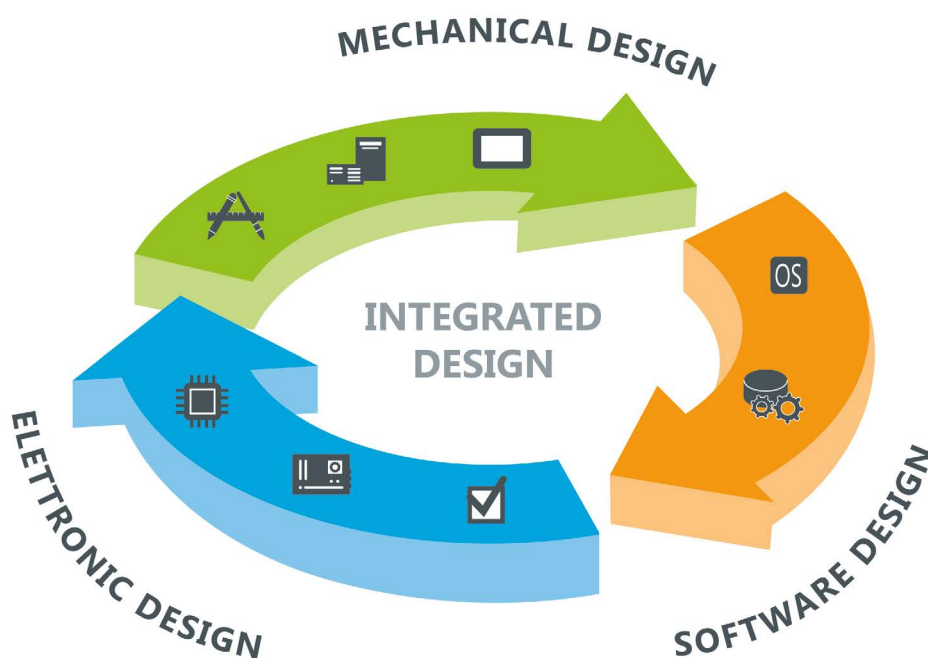 MECHANICAL DESIGN
OS
INTEGRATED
DESIGN
ELETTRONIC DESIGN
SOFTWARE DESIGN